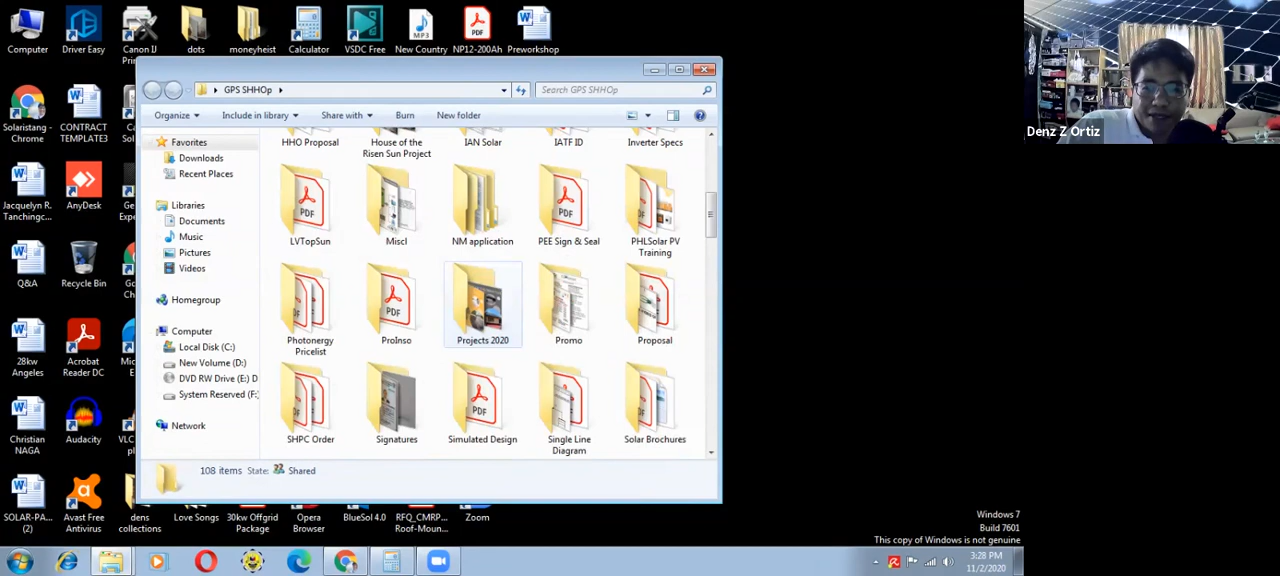 Computer
Driver Easy
Canon IJ
dots
moneyheist
Calculator
VSDC Free
New Country
NP12-200Ah
Preworkshop
GPS SHHOp
Search GPS SHHOp
Organize
Include in library
Share with
Burn
New folder
Favorites
Downloads
Recent Places
Libraries
Documents
Music
Pictures
Videos
Homegroup
Computer
Local Disk (C:)
New Volume (D:)
DVD RW Drive (E:) D
System Reserved (F:
Network
HHO Proposal
House of the
Risen Sun Project
IAN Solar
IATF ID
Inverter Specs
LVTopSun
Miscl
NM application
PEE Sign & Seal
PHLSolar PV
Training
Photonergy
Pricelist
ProInso
Projects 2020
Promo
Proposal
SHPC Order
Signatures
Simulated Design
Single Line
Diagram
Solar Brochures
PDF
PDF
PDF
PDF
PDF
108 items State: Shared
Solaristang -
Chrome
CONTRACT
TEMPLATE3
Jacquelyn R.
Tanchingc...
AnyDesk
Q&A
Recycle Bin
28kw
Angeles
Acrobat
Reader DC
Christian
NAGA
Audacity
SOLAR-PA...
(2)
Avast Free
Antivirus
dens
collections
Love Songs
30kw Offgrid
Package
Opera
Browser
BlueSol 4.0
RFQ_CMRP...
Roof-Moun...
Zoom
Denz Z Ortiz
Windows 7
Build 7601
This copy of Windows is not genuine
3:28 PM
11/2/2020